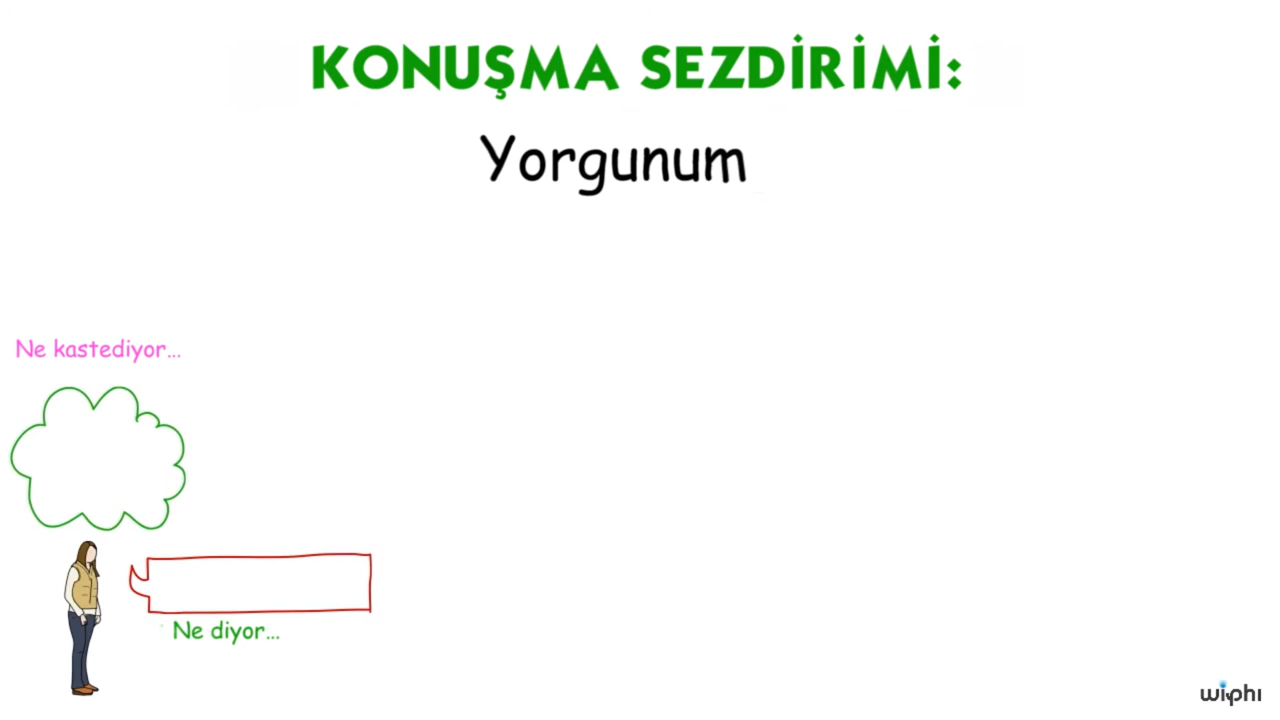 KONUŞMA SEZDİRİMİ:
Yorgunum
Ne kastediyor...
Ne diyor...
wiphi